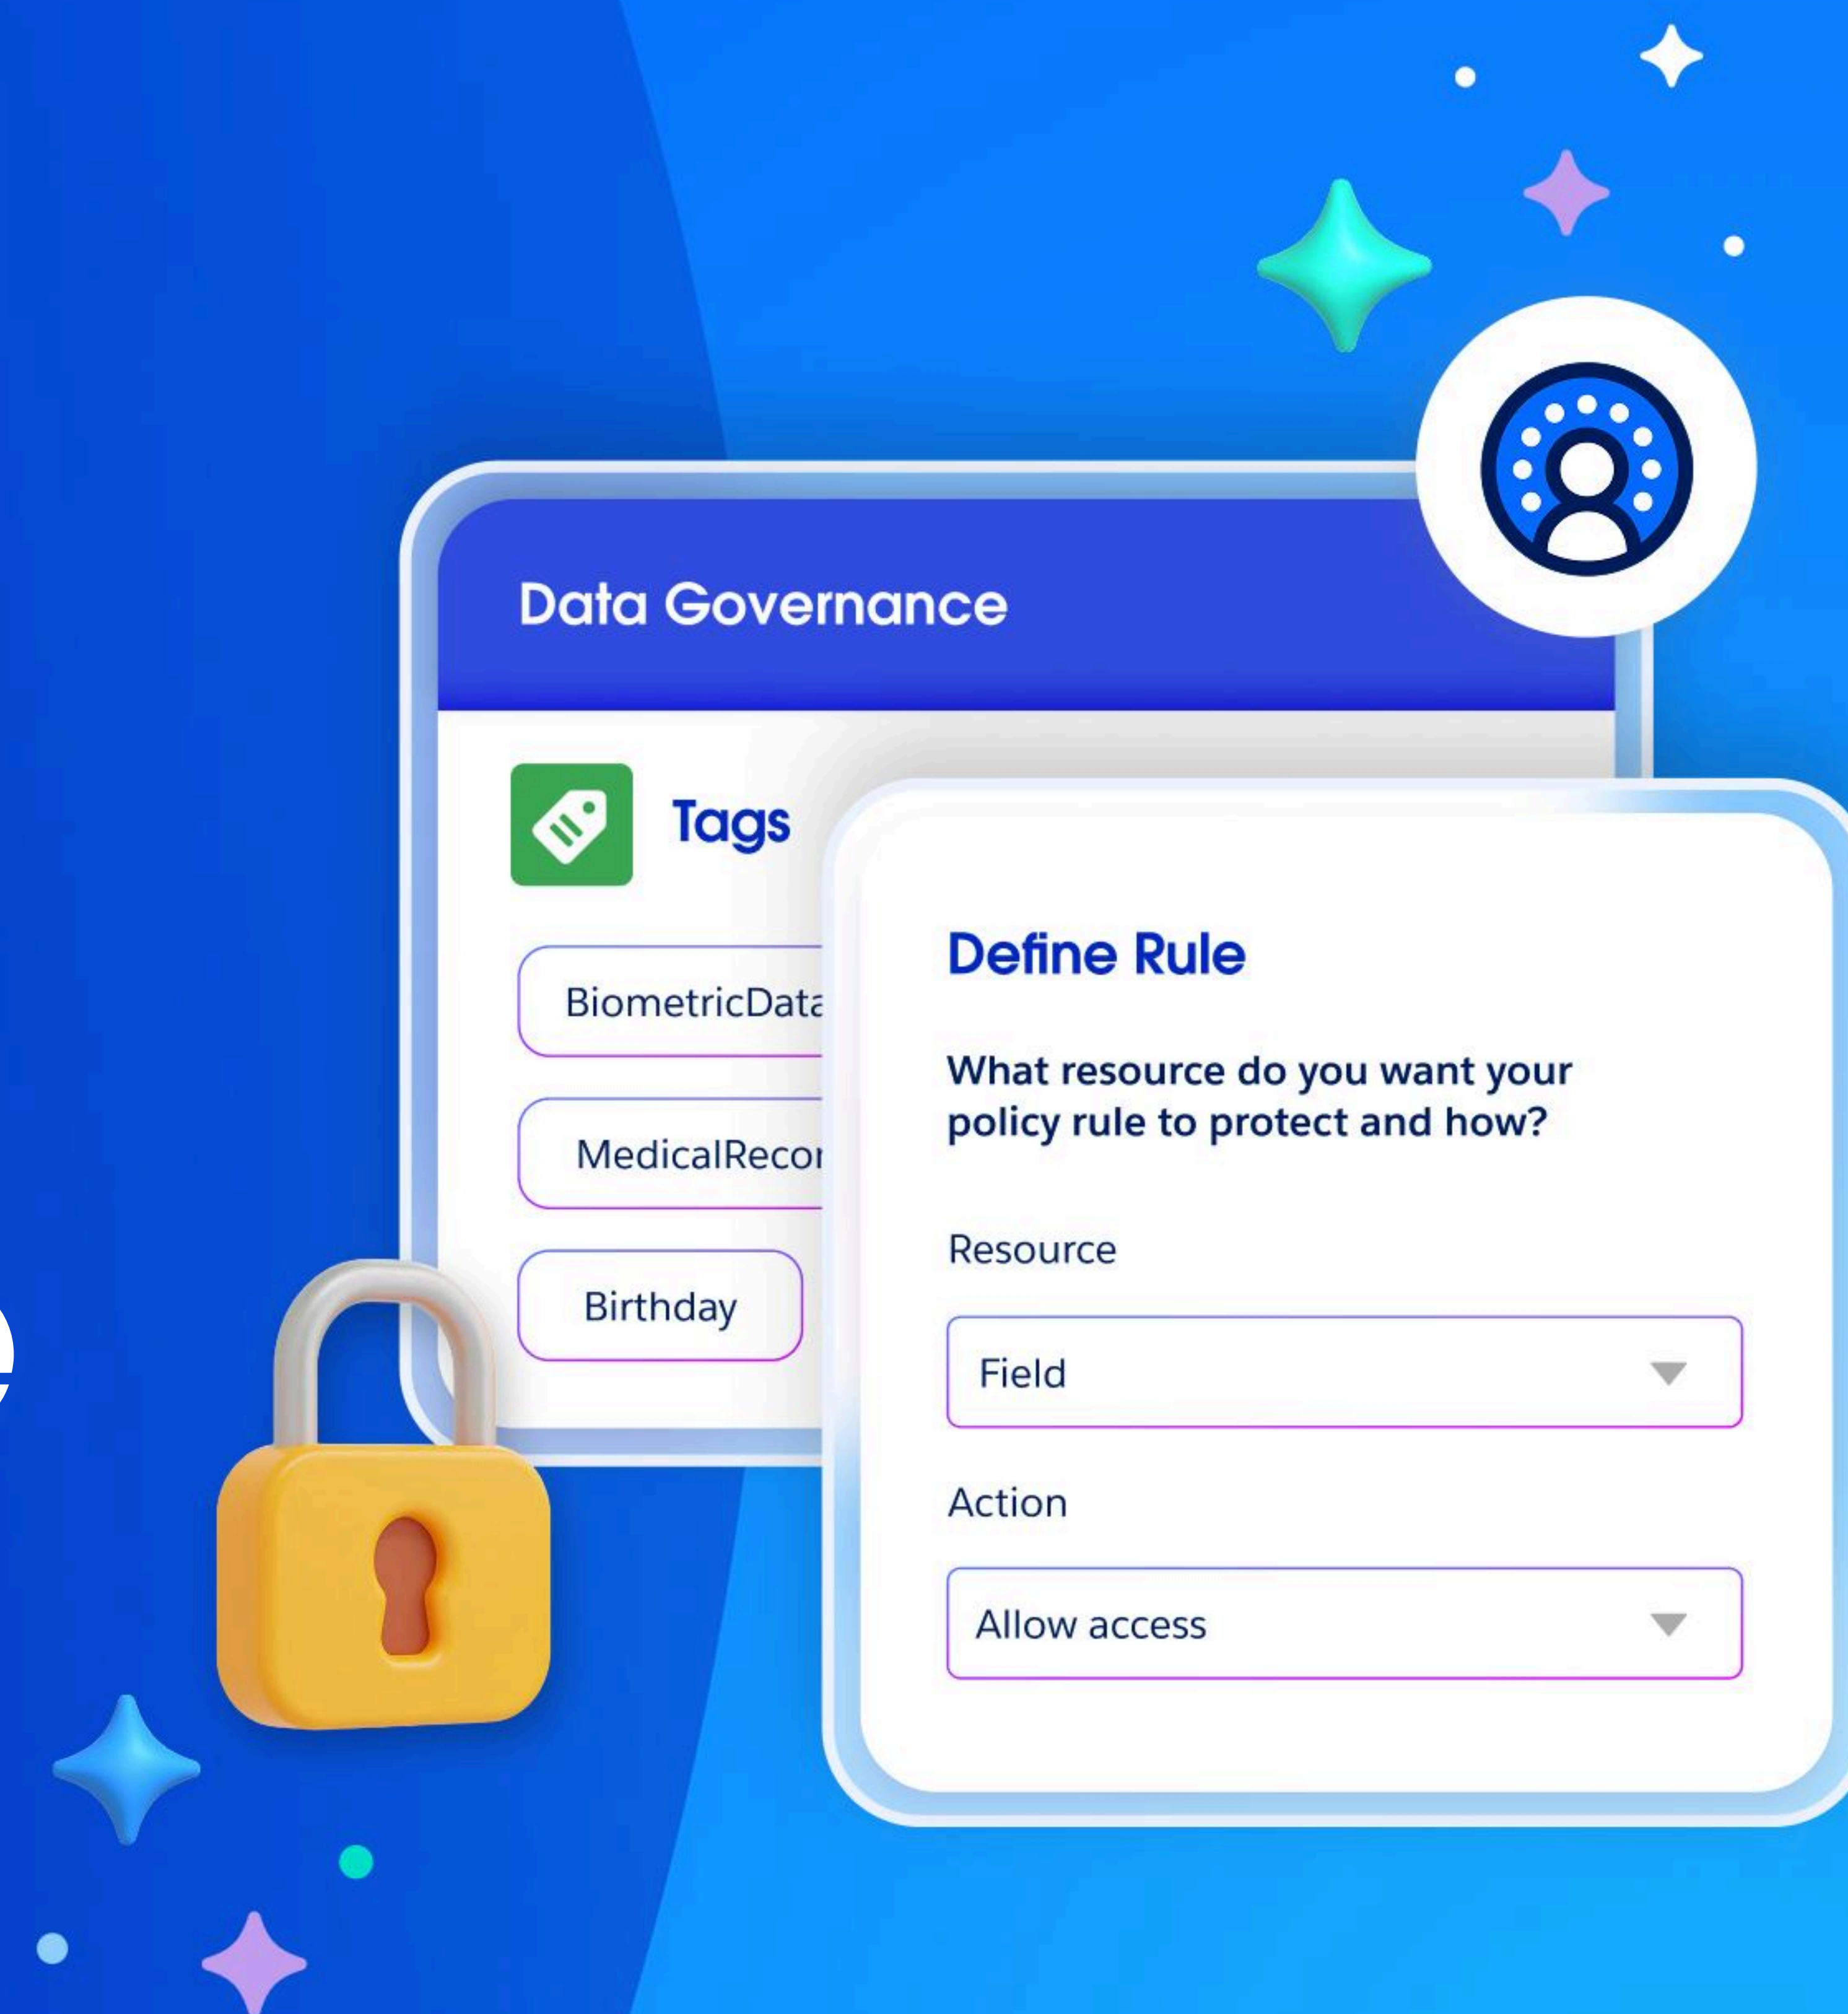 Data Governance
Tags
BiometricData
MedicalRecor
Birthday
Define Rule
What resource do you want your
policy rule to protect and how?
Resource
Field
Action
Allow access